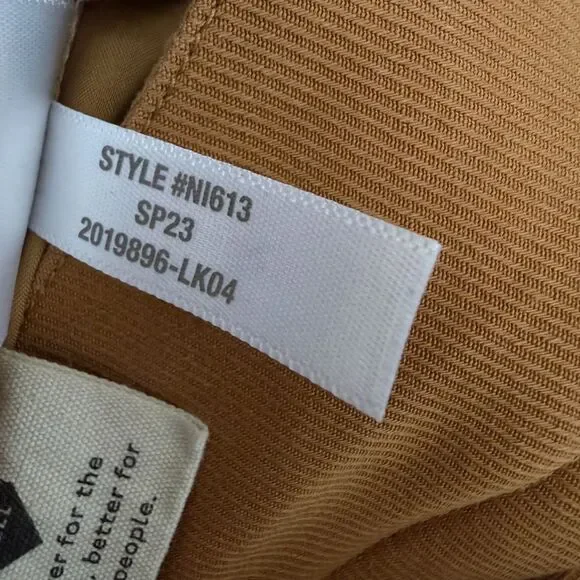 STYLE #NI613
SP23
2019896-LK04
er for the
better for
people.